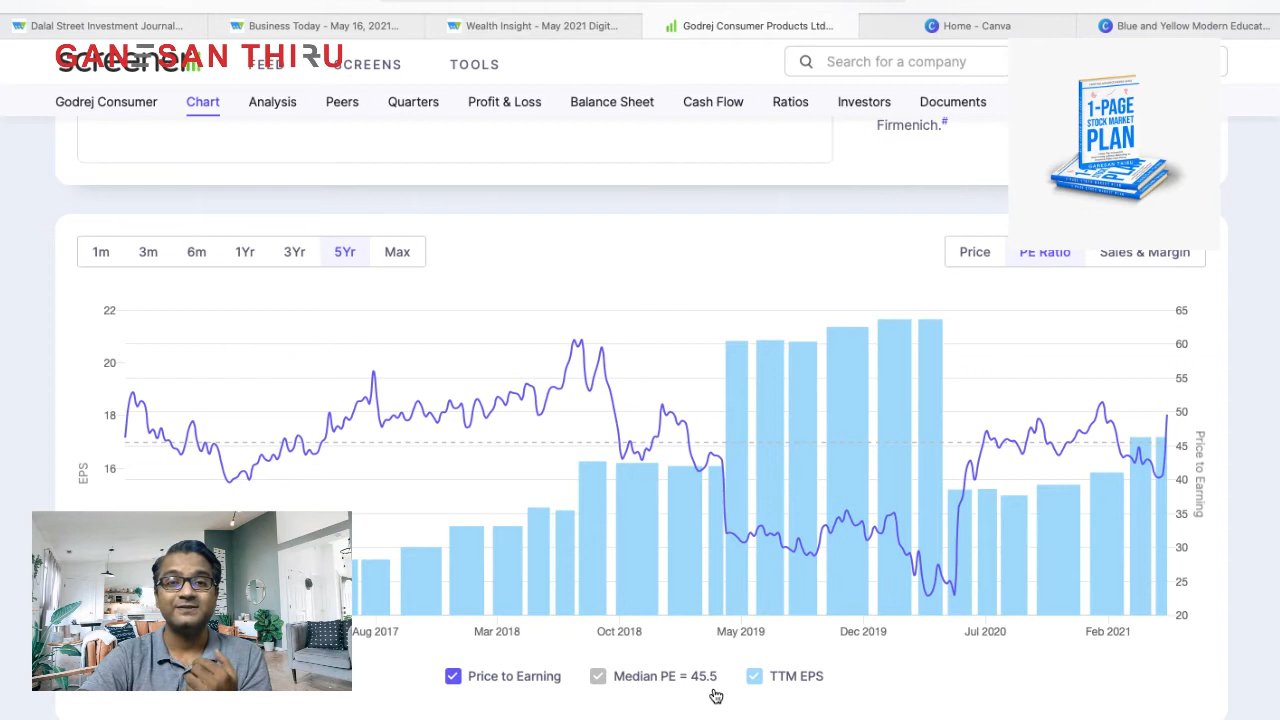 Dalal Street Investment Journal...
Business Today - May 16, 2021...
Wealth Insight - May 2021 Digit...
Godrej Consumer Products Ltd...
Home - Canva
Blue and Yellow Modern Educat...
GANESAN THIRU
screener
FEED
SCREENS
TOOLS
Search for a company
Godrej Consumer
Chart
Analysis
Peers
Quarters
Profit & Loss
Balance Sheet
Cash Flow
Ratios
Investors
Documents
Firmenich.#
1-PAGE
STOCK MARKET
PLAN
GANESAN THIRU
1m
3m
6m
1Yr
3Yr
5Yr
Max
Price
PE Ratio
Sales & Margin
22
20
18
16
EPS
65
60
55
50
45
40
35
30
25
20
Price to Earning
Aug 2017
Mar 2018
Oct 2018
May 2019
Dec 2019
Jul 2020
Feb 2021
Price to Earning
Median PE = 45.5
TTM EPS